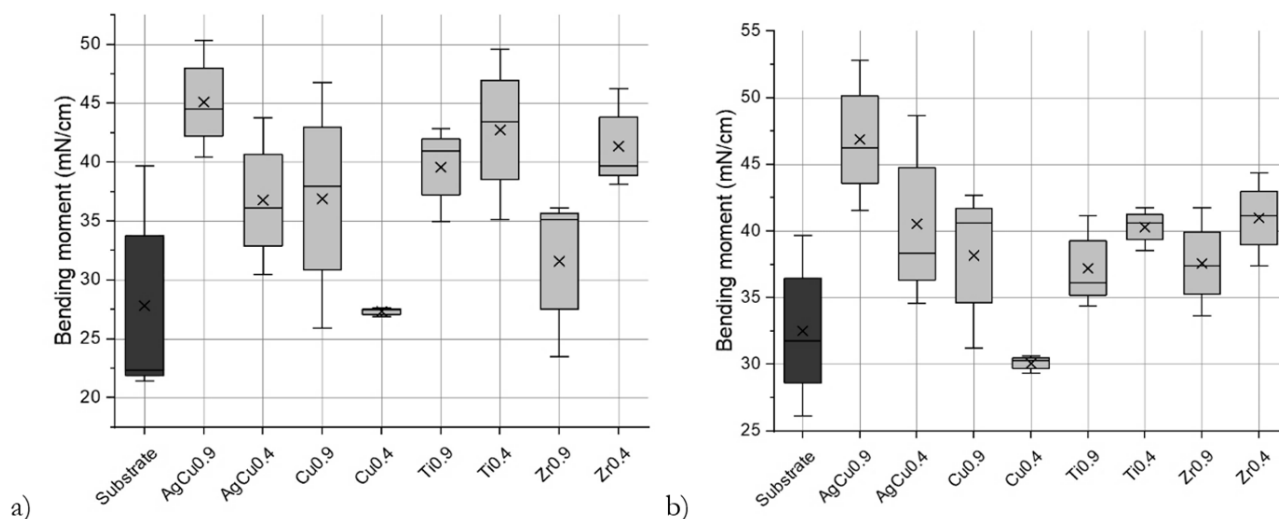 Bending moment (mN/cm)
50
45
40
35
30
25
20
Substrate
AgCu0.9
AgCu0.4
Cu0.9
Cu0.4
Ti0.9
Ti0.4
Zr0.9
Zr0.4
a)
Bending moment (mN/cm)
55
50
45
40
35
30
25
Substrate
AgCu0.9
AgCu0.4
Cu0.9
Cu0.4
Ti0.9
Ti0.4
Zr0.9
Zr0.4
b)